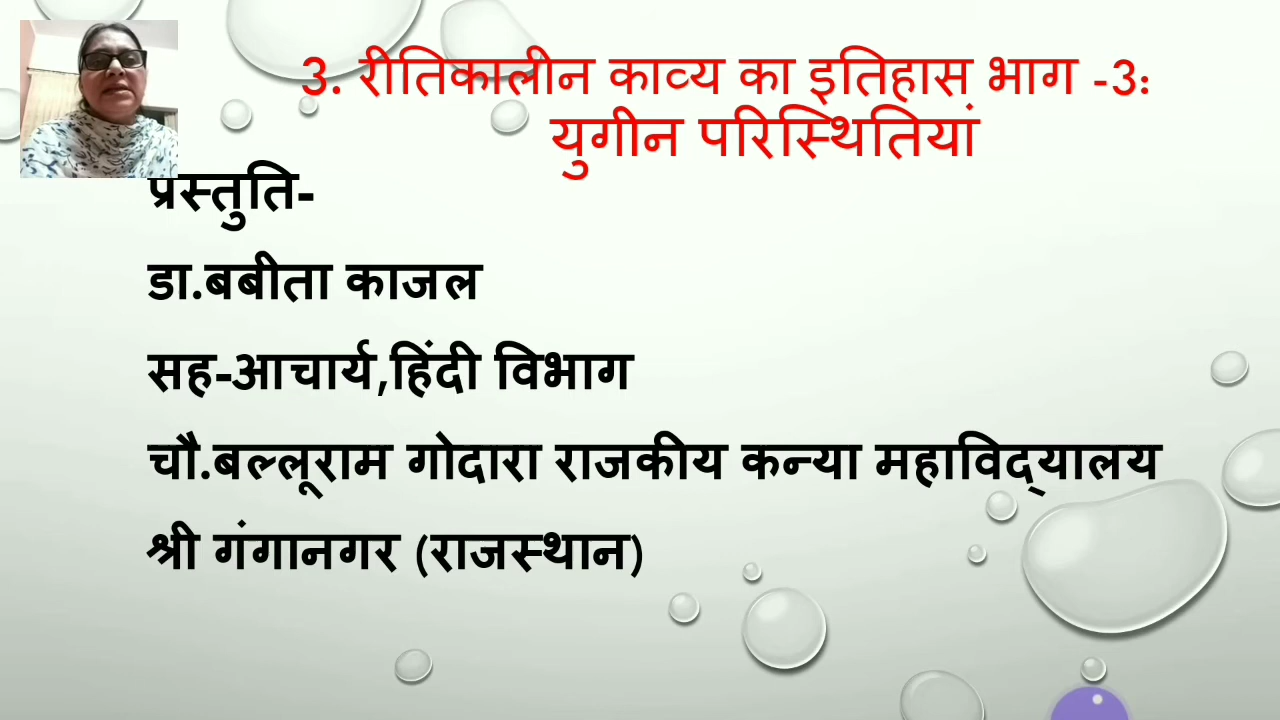 3. रीतिकालीन काव्य का इतिहास भाग -3ः
युगीन परिस्थितियां
प्रस्तुति-
डा.बबीता काजल
सह-आचार्य,हिंदी विभाग
चौ.बल्लूराम गोदारा राजकीय कन्या महाविद्यालय
श्री गंगानगर (राजस्थान)